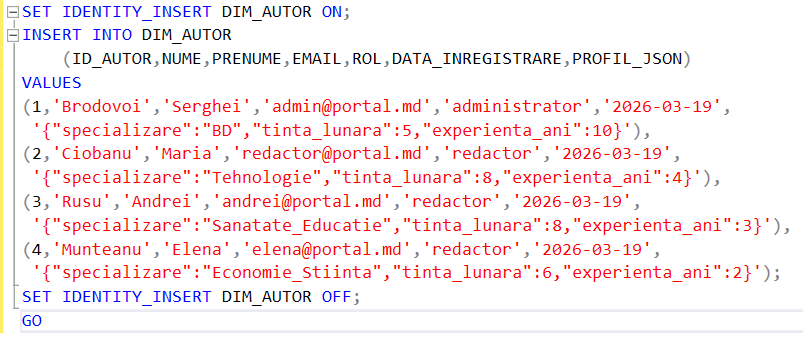 SET IDENTITY_INSERT DIM_AUTOR ON;
INSERT INTO DIM_AUTOR
(ID_AUTOR,NUME,PRENUME,EMAIL,ROL,DATA_INREGISTRARE,PROFIL_JSON)
VALUES
(1,'Brodovoi','Serghei','admin@portal.md','administrator','2026-03-19',
'{"specializare":"BD","tinta_lunara":5,"experienta_ani":10}'),
(2,'Ciobanu','Maria','redactor@portal.md','redactor','2026-03-19',
'{"specializare":"Tehnologie","tinta_lunara":8,"experienta_ani":4}'),
(3,'Rusu','Andrei','andrei@portal.md','redactor','2026-03-19',
'{"specializare":"Sanatate_Educatie","tinta_lunara":8,"experienta_ani":3}'),
(4,'Munteanu','Elena','elena@portal.md','redactor','2026-03-19',
'{"specializare":"Economie_Stiinta","tinta_lunara":6,"experienta_ani":2}');
SET IDENTITY_INSERT DIM_AUTOR OFF;
GO